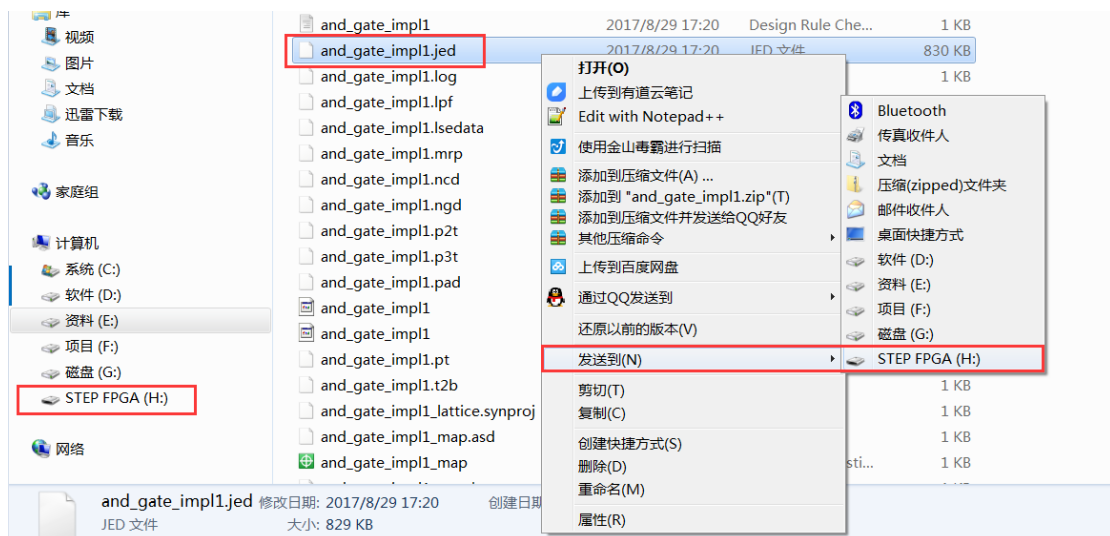 库
视频
图片
文档
迅雷下载
音乐
家庭组
计算机
系统 (C:)
软件 (D:)
资料 (E:)
项目 (F:)
磁盘 (G:)
STEP FPGA (H:)
网络
and_gate_impl1 2017/8/29 17:20 Design Rule Che... 1 KB
and_gate_impl1.jed 2017/8/29 17:20 JED 文件 830 KB
and_gate_impl1.log 1 KB
and_gate_impl1.lpf
and_gate_impl1.lsedata
and_gate_impl1.mrp
and_gate_impl1.ncd
and_gate_impl1.ngd
and_gate_impl1.p2t
and_gate_impl1.p3t
and_gate_impl1.pad
and_gate_impl1
and_gate_impl1
and_gate_impl1.pt
and_gate_impl1.t2b 1 KB
and_gate_impl1_lattice.synproj 1 KB
and_gate_impl1_map.asd 1 KB
and_gate_impl1_map sti... 1 KB
打开(O)
上传到有道云笔记
Edit with Notepad++
使用金山毒霸进行扫描
添加到压缩文件(A) ...
添加到 "and_gate_impl1.zip"(T)
添加到压缩文件并发送给QQ好友
其他压缩命令
上传到百度网盘
通过QQ发送到
还原以前的版本(V)
发送到(N)
剪切(T)
复制(C)
创建快捷方式(S)
删除(D)
重命名(M)
属性(R)
Bluetooth
传真收件人
文档
压缩(zipped)文件夹
邮件收件人
桌面快捷方式
软件 (D:)
资料 (E:)
项目 (F:)
磁盘 (G:)
STEP FPGA (H:)
and_gate_impl1.jed 修改日期: 2017/8/29 17:20 创建日期
JED 文件 大小: 829 KB